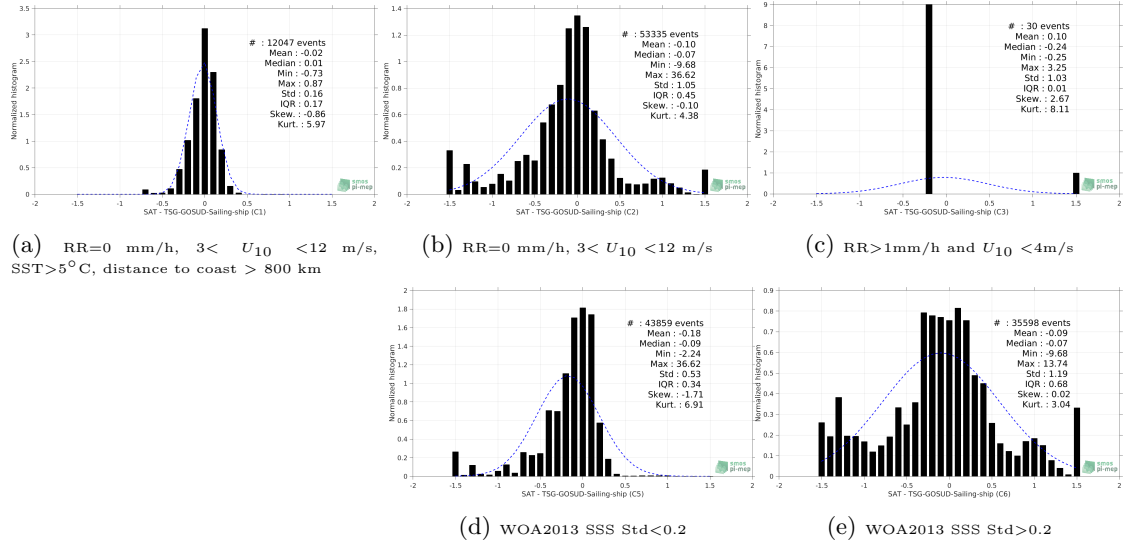 3.5
3
2.5
2
1.5
1
0.5
0
Normalized histogram
# : 12047 events
Mean : -0.02
Median : 0.01
Min : -0.73
Max : 0.87
Std : 0.16
IQR : 0.17
Skew. : -0.86
Kurt. : 5.97
smos
pi-mep
-2 -1.5 -1 -0.5 0 0.5 1 1.5 2
SAT - TSG-GOSUD-Sailing-ship (C1)
(a) RR=0 mm/h, 3< U10 <12 m/s,
SST>5°C, distance to coast > 800 km
1.4
1.2
1
0.8
0.6
0.4
0.2
0
Normalized histogram
# : 53335 events
Mean : -0.10
Median : -0.07
Min : -9.68
Max : 36.62
Std : 1.05
IQR : 0.45
Skew. : -0.10
Kurt. : 4.38
smos
pi-mep
-2 -1.5 -1 -0.5 0 0.5 1 1.5 2
SAT - TSG-GOSUD-Sailing-ship (C2)
(b) RR=0 mm/h, 3< U10 <12 m/s
9
8
7
6
5
4
3
2
1
0
Normalized histogram
# : 30 events
Mean : 0.10
Median : -0.24
Min : -0.25
Max : 3.25
Std : 1.03
IQR : 0.01
Skew. : 2.67
Kurt. : 8.11
smos
pi-mep
-2 -1.5 -1 -0.5 0 0.5 1 1.5 2
SAT - TSG-GOSUD-Sailing-ship (C3)
(c) RR>1mm/h and U10 <4m/s
2
1.8
1.6
1.4
1.2
1
0.8
0.6
0.4
0.2
0
Normalized histogram
# : 43859 events
Mean : -0.18
Median : -0.09
Min : -2.24
Max : 36.62
Std : 0.53
IQR : 0.34
Skew. : -1.71
Kurt. : 6.91
smos
pi-mep
-2 -1.5 -1 -0.5 0 0.5 1 1.5 2
SAT - TSG-GOSUD-Sailing-ship (C5)
(d) WOA2013 SSS Std<0.2
0.9
0.8
0.7
0.6
0.5
0.4
0.3
0.2
0.1
0
Normalized histogram
# : 35598 events
Mean : -0.09
Median : -0.07
Min : -9.68
Max : 13.74
Std : 1.19
IQR : 0.68
Skew. : 0.02
Kurt. : 3.04
smos
pi-mep
-2 -1.5 -1 -0.5 0 0.5 1 1.5 2
SAT - TSG-GOSUD-Sailing-ship (C6)
(e) WOA2013 SSS Std>0.2